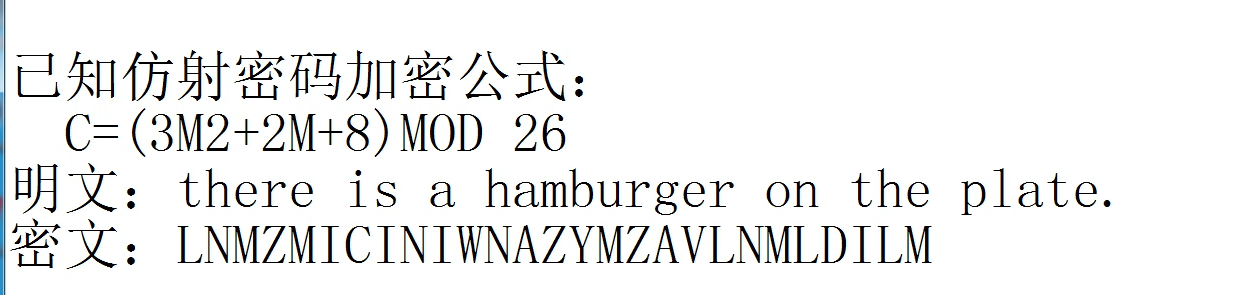 已知仿射密码加密公式：
C=(3M2+2M+8)MOD 26
明文：there is a hamburger on the plate.
密文：LNMZMICINIWNAZYMZAVLNMLDILM